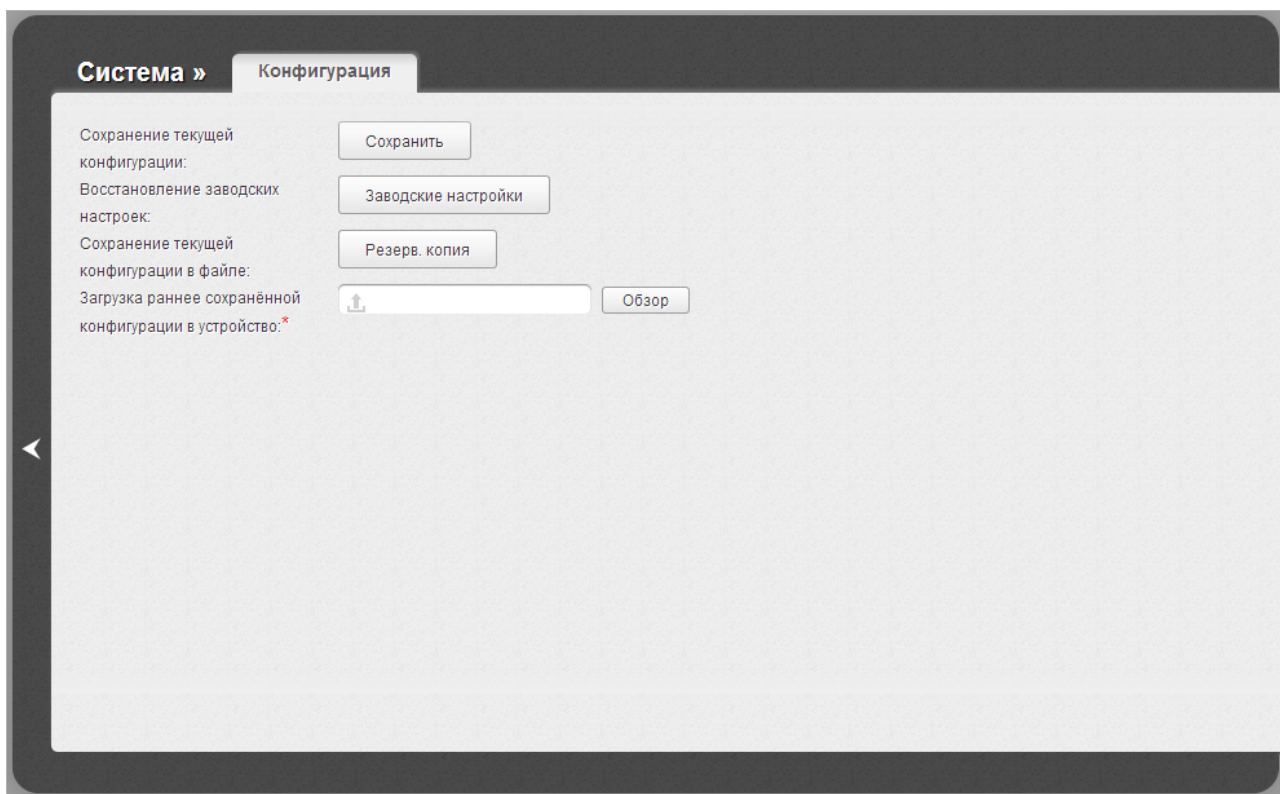 Система »
Конфигурация
Сохранение текущей
конфигурации:
Сохранить
Восстановление заводских
настроек:
Заводские настройки
Сохранение текущей
конфигурации в файле:
Резерв. копия
Загрузка раннее сохранённой
конфигурации в устройство:*
Обзор